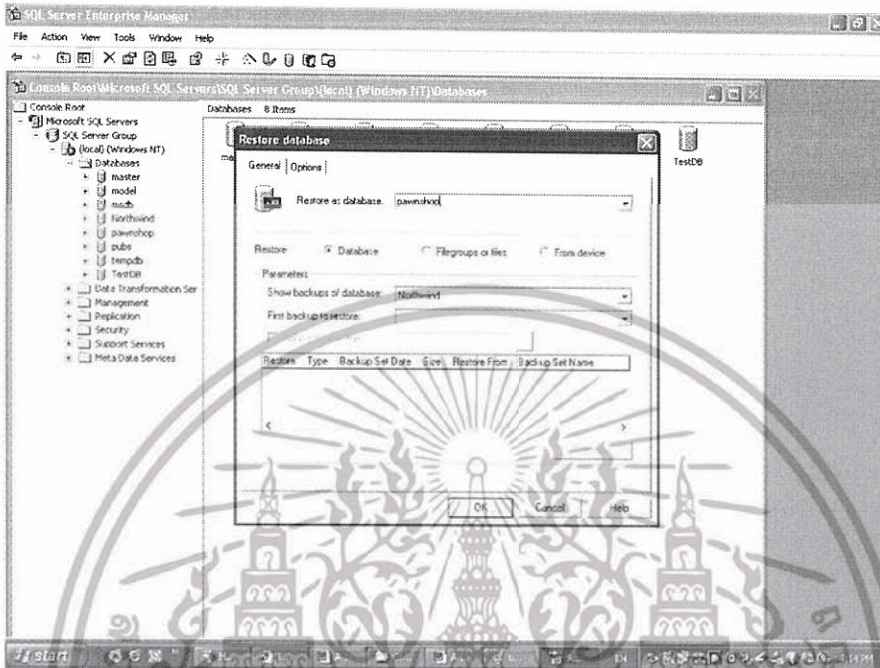 SQL Server Enterprise Manager
File Action View Tools Window Help
Console Root\Microsoft SQL Servers\SQL Server Group\(local) (Windows NT)\Databases
Console Root
Databases 8 Items
Microsoft SQL Servers
SQL Server Group
(local) (Windows NT)
Databases
master
model
msdb
Northwind
pawnshop
pubs
tempdb
TestDB
Data Transformation Ser
Management
Replication
Security
Support Services
Meta Data Services
TestDB
Restore database
General Options
Restore as database: pawnshop
Restore: Database Filegroups or files From device
Parameters
Show backups of database: Northwind
First backup to restore:
Restore Type Backup Set Date Size Restore From Backup Set Name
OK Cancel Help
start
EN
4:14 PM